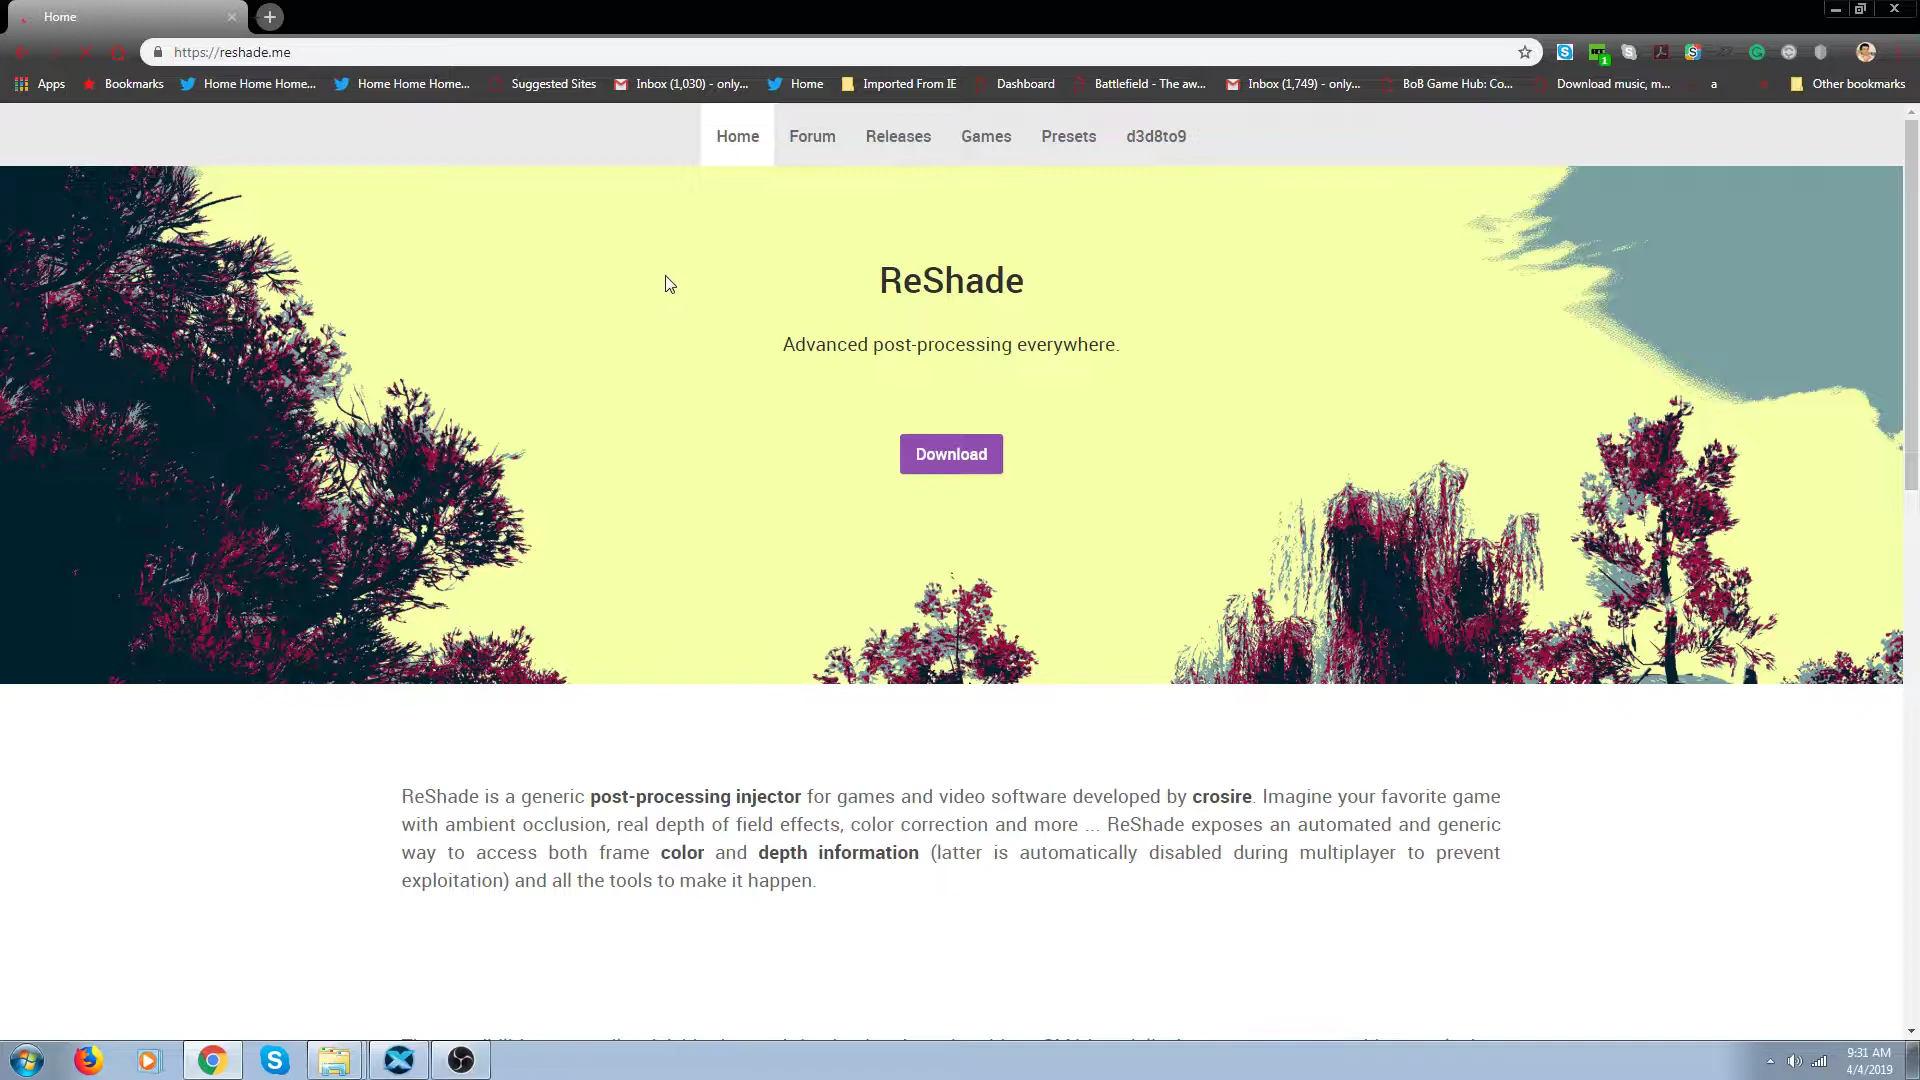 Home
https://reshade.me
1
Apps
Bookmarks
Home Home Home...
Home Home Home...
Suggested Sites
Inbox (1,030) - only...
Home
Imported From IE
Dashboard
Battlefield - The aw...
Inbox (1,749) - only...
BoB Game Hub: Co...
Download music, m...
a
Other bookmarks
Home
Forum
Releases
Games
Presets
d3d8to9
ReShade
Advanced post-processing everywhere.
Download
ReShade is a generic post-processing injector for games and video software developed by crosire. Imagine your favorite game
with ambient occlusion, real depth of field effects, color correction and more ... ReShade exposes an automated and generic
way to access both frame color and depth information (latter is automatically disabled during multiplayer to prevent
exploitation) and all the tools to make it happen.
9:31 AM
4/4/2019